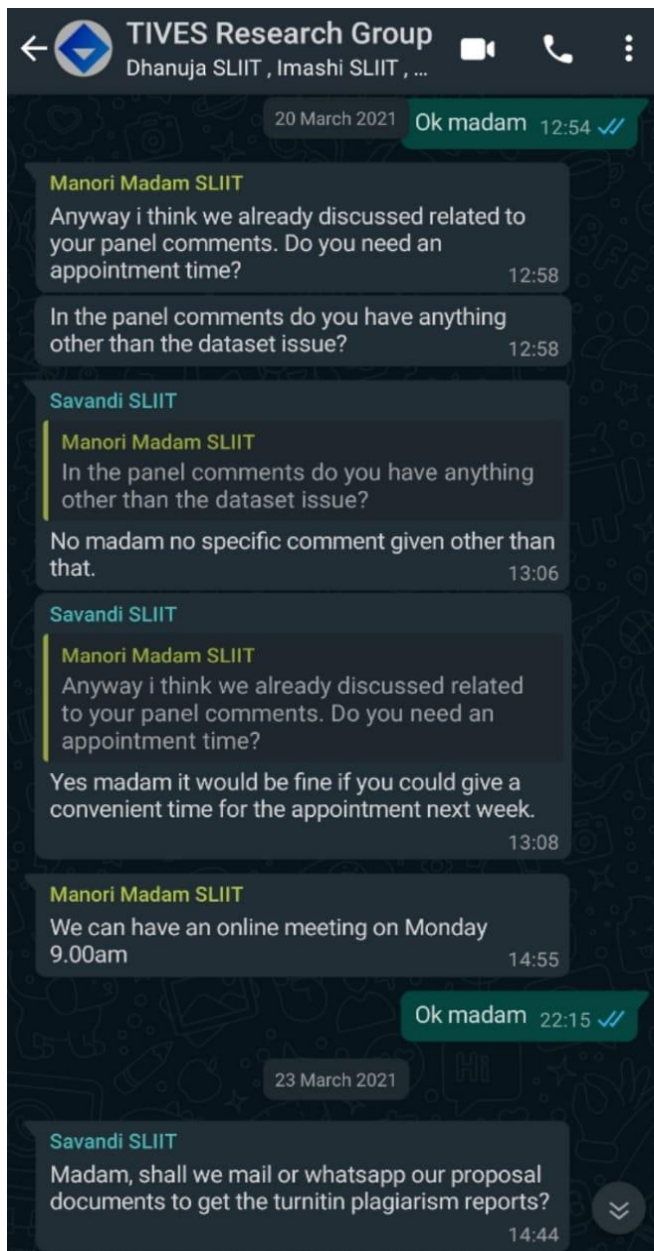 TIVES Research Group
Dhanuja SLIIT , Imashi SLIIT , ...
20 March 2021
Ok madam 12:54
Manori Madam SLIIT
Anyway i think we already discussed related to
your panel comments. Do you need an
appointment time?
12:58
In the panel comments do you have anything
other than the dataset issue?
12:58
Savandi SLIIT
Manori Madam SLIIT
In the panel comments do you have anything
other than the dataset issue?
No madam no specific comment given other than
that.
13:06
Savandi SLIIT
Manori Madam SLIIT
Anyway i think we already discussed related
to your panel comments. Do you need an
appointment time?
Yes madam it would be fine if you could give a
convenient time for the appointment next week.
13:08
Manori Madam SLIIT
We can have an online meeting on Monday
9.00am
14:55
Ok madam 22:15
23 March 2021
Savandi SLIIT
Madam, shall we mail or whatsapp our proposal
documents to get the turnitin plagiarism reports?
14:44